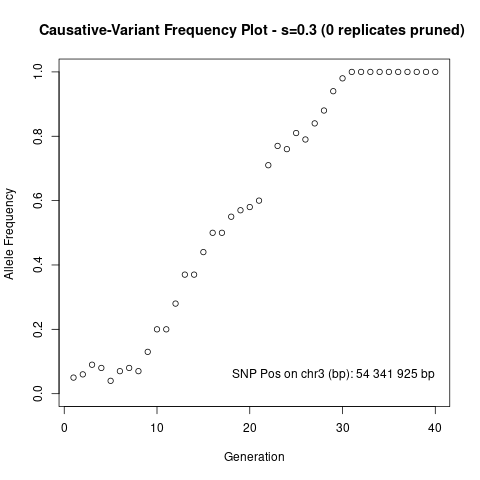 Causative-Variant Frequency Plot - s=0.3 (0 replicates pruned)
Allele Frequency
1.0
0.8
0.6
0.4
0.2
0.0
SNP Pos on chr3 (bp): 54 341 925 bp
0 10 20 30 40
Generation